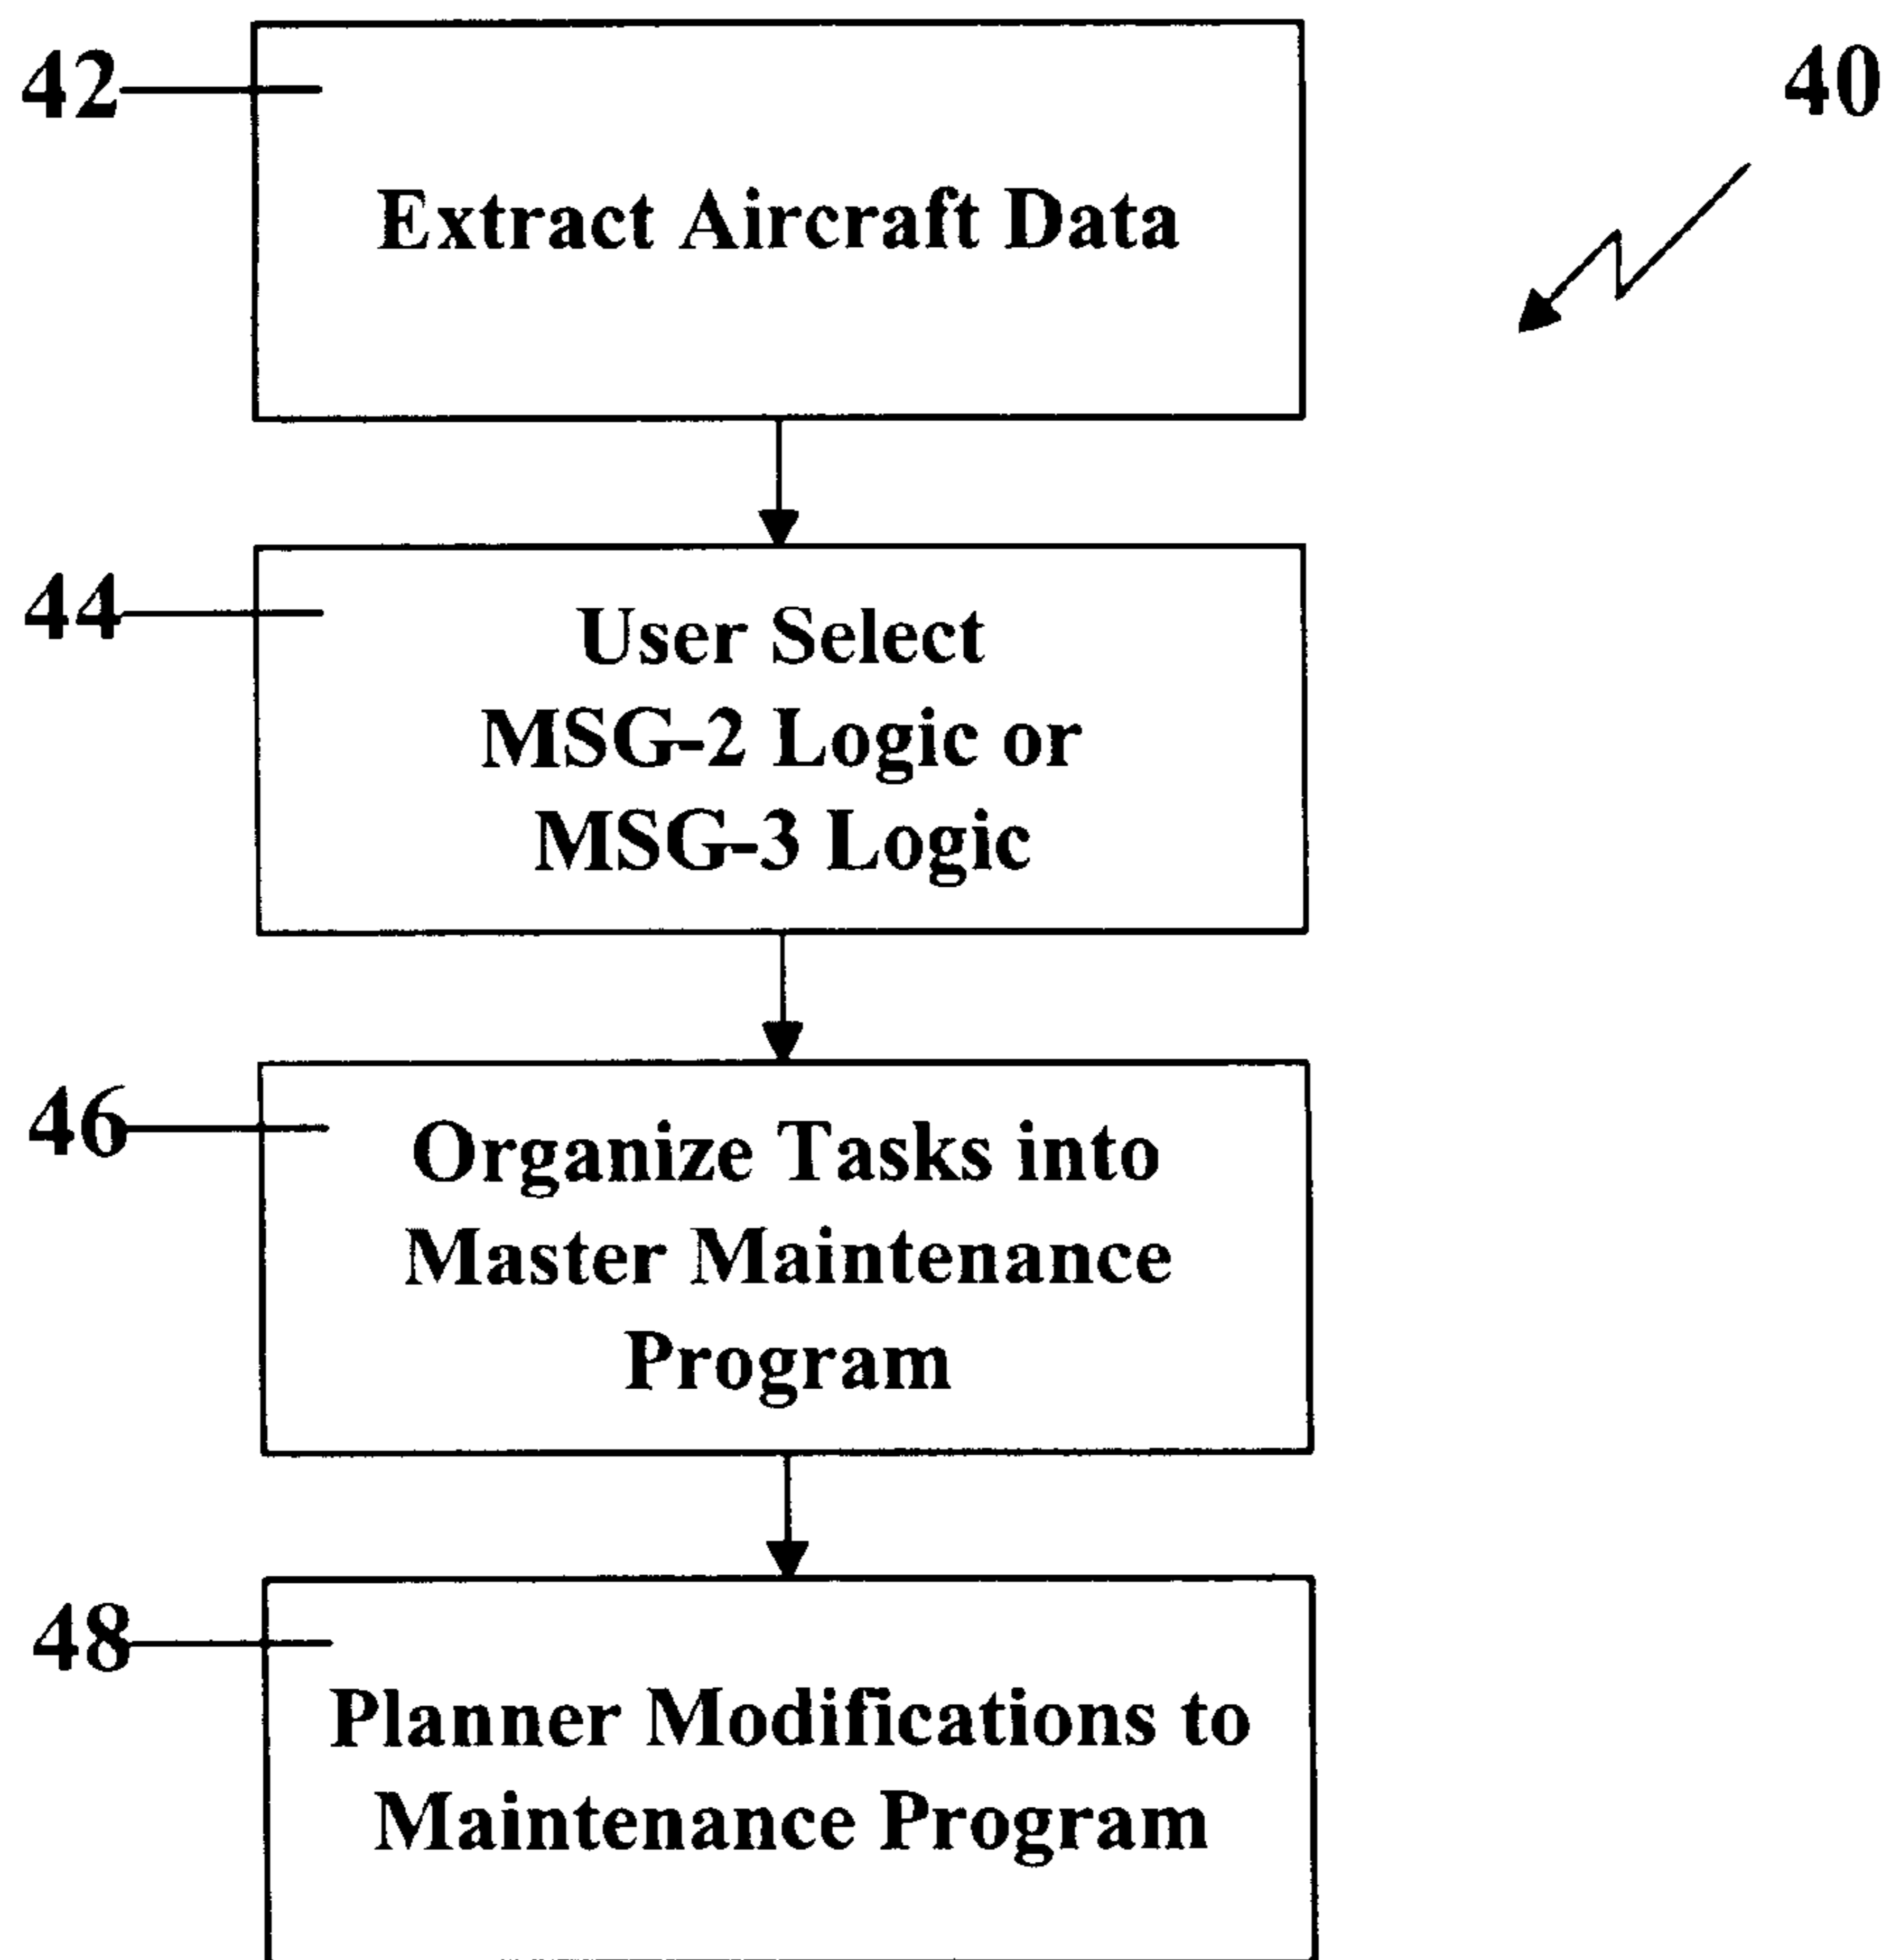 42
40
Extract Aircraft Data
44
User Select
MSG-2 Logic or
MSG-3 Logic
46
Organize Tasks into
Master Maintenance
Program
48
Planner Modifications to
Maintenance Program